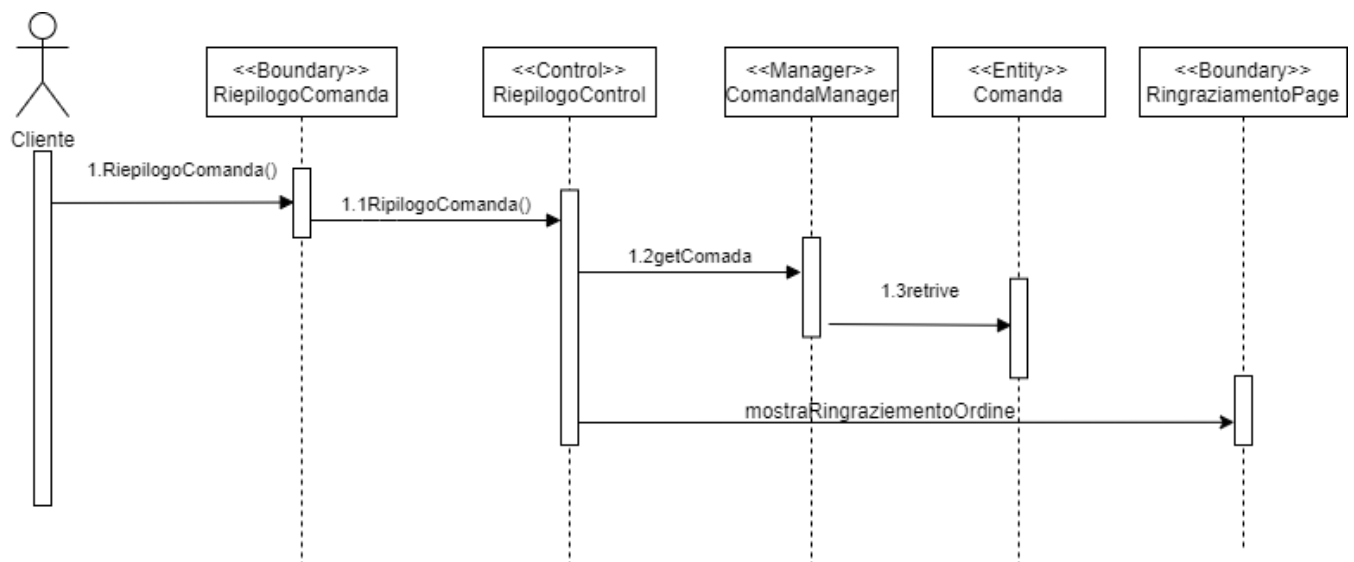 Cliente
<<Boundary>>
RiepilogoComanda
<<Control>>
RiepilogoControl
<<Manager>>
ComandaManager
<<Entity>>
Comanda
<<Boundary>>
RingraziamentoPage
1.RiepilogoComanda()
1.1RipilogoComanda()
1.2getComada
1.3retrive
mostraRingraziementoOrdine